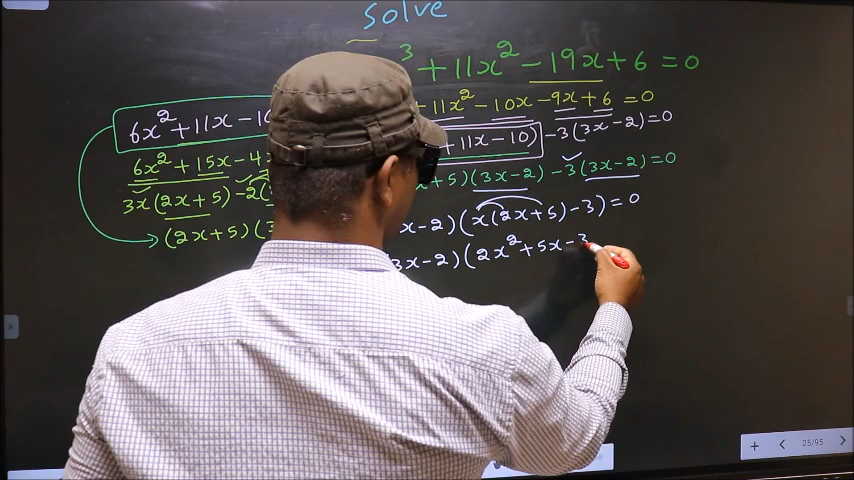 Solve
³ + 11x² - 19x + 6 = 0
+ 11x² - 10x - 9x + 6 = 0
6x² + 11x - 10
+ 11x - 10) - 3(3x - 2) = 0
6x² + 15x - 4x
x + 5)(3x - 2) - 3(3x - 2) = 0
3x(2x + 5) - 2(
x - 2)(x(2x + 5) - 3) = 0
(2x + 5)(3
3x - 2)(2x² + 5x - 3
25/95